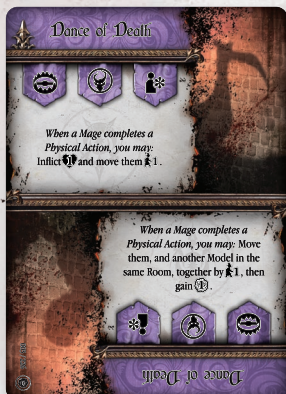 Dance of Death
When a Mage completes a
Physical Action, you may:
Inflict 1 and move them 1.
When a Mage completes a
Physical Action, you may: Move
them, and another Model in the
same Room, together by 1, then
gain 1.
Dance of Death